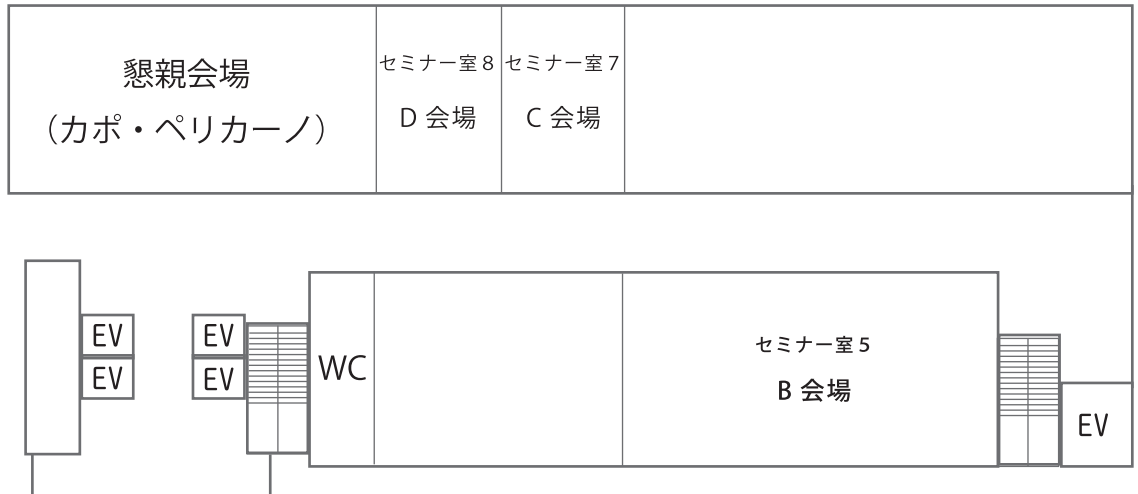 懇親会場
（カポ・ペリカーノ）
セミナー室８
D 会場
セミナー室７
C 会場
EV
EV
EV
EV
WC
セミナー室５
B 会場
EV